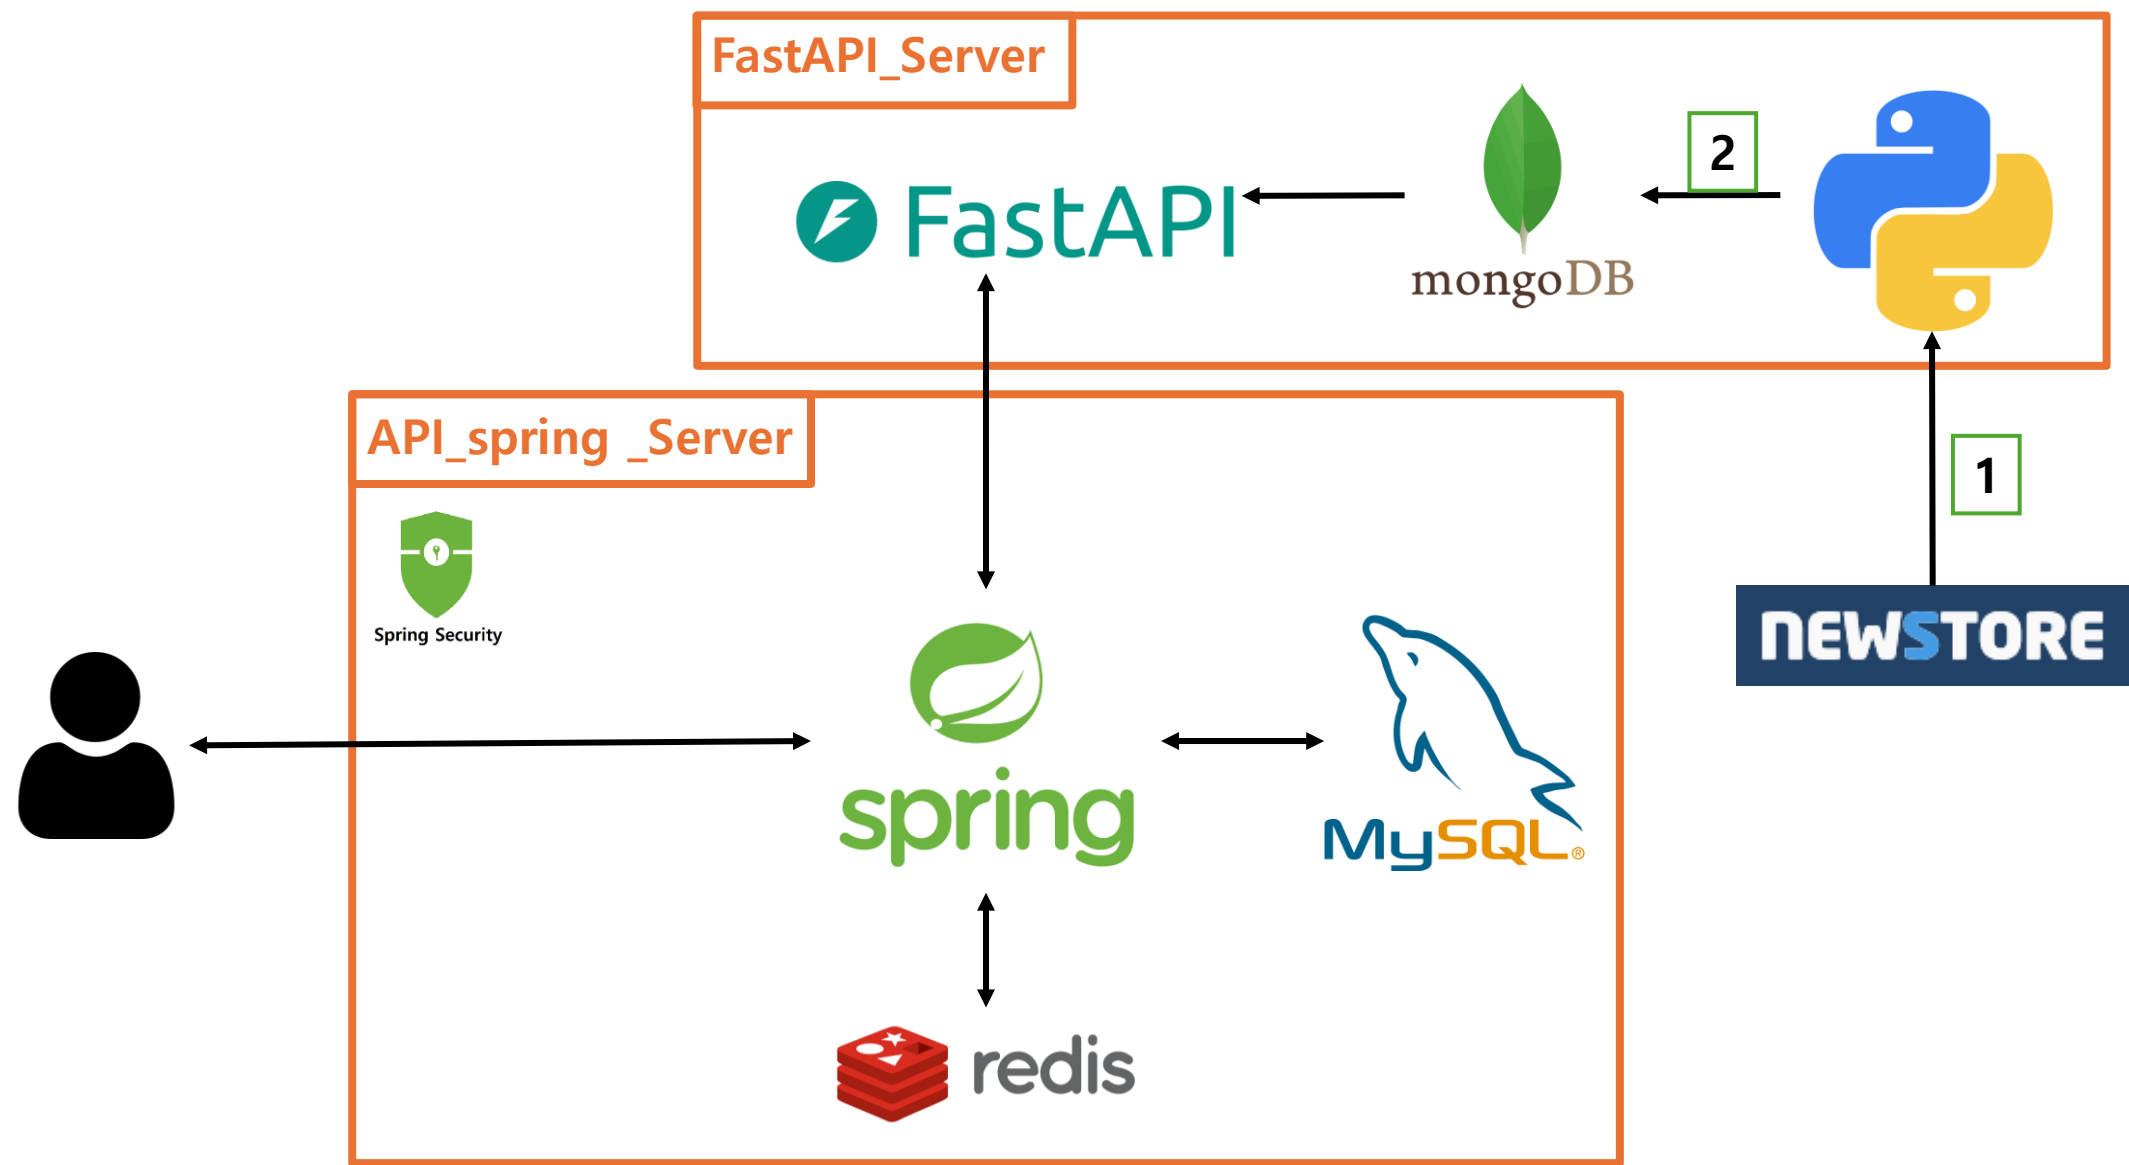 FastAPI_Server
2
FastAPI
mongoDB
API_spring _Server
1
Spring Security
NEWSTORE
spring
MySQL®
redis